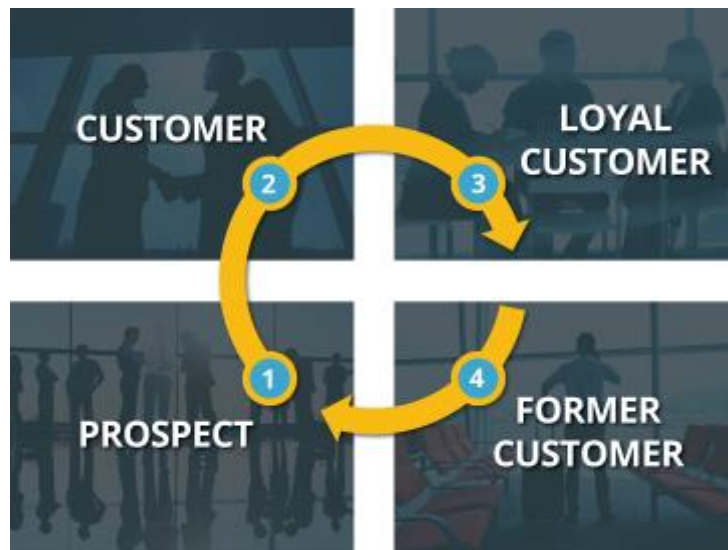 CUSTOMER
2
3
LOYAL
CUSTOMER
1
PROSPECT
4
FORMER
CUSTOMER